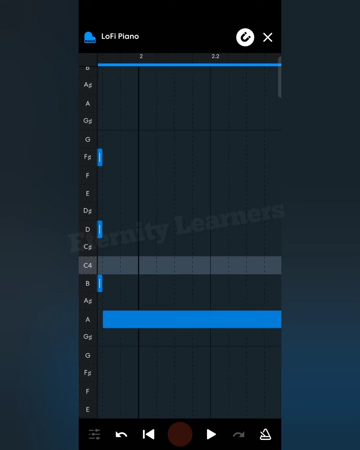 LoFi Piano
2 2.2
B
A♯
A
G♯
G
F♯
F
E
D♯
D
C♯
C4
B
A♯
A
G♯
G
F♯
F
E
Eternity Learners